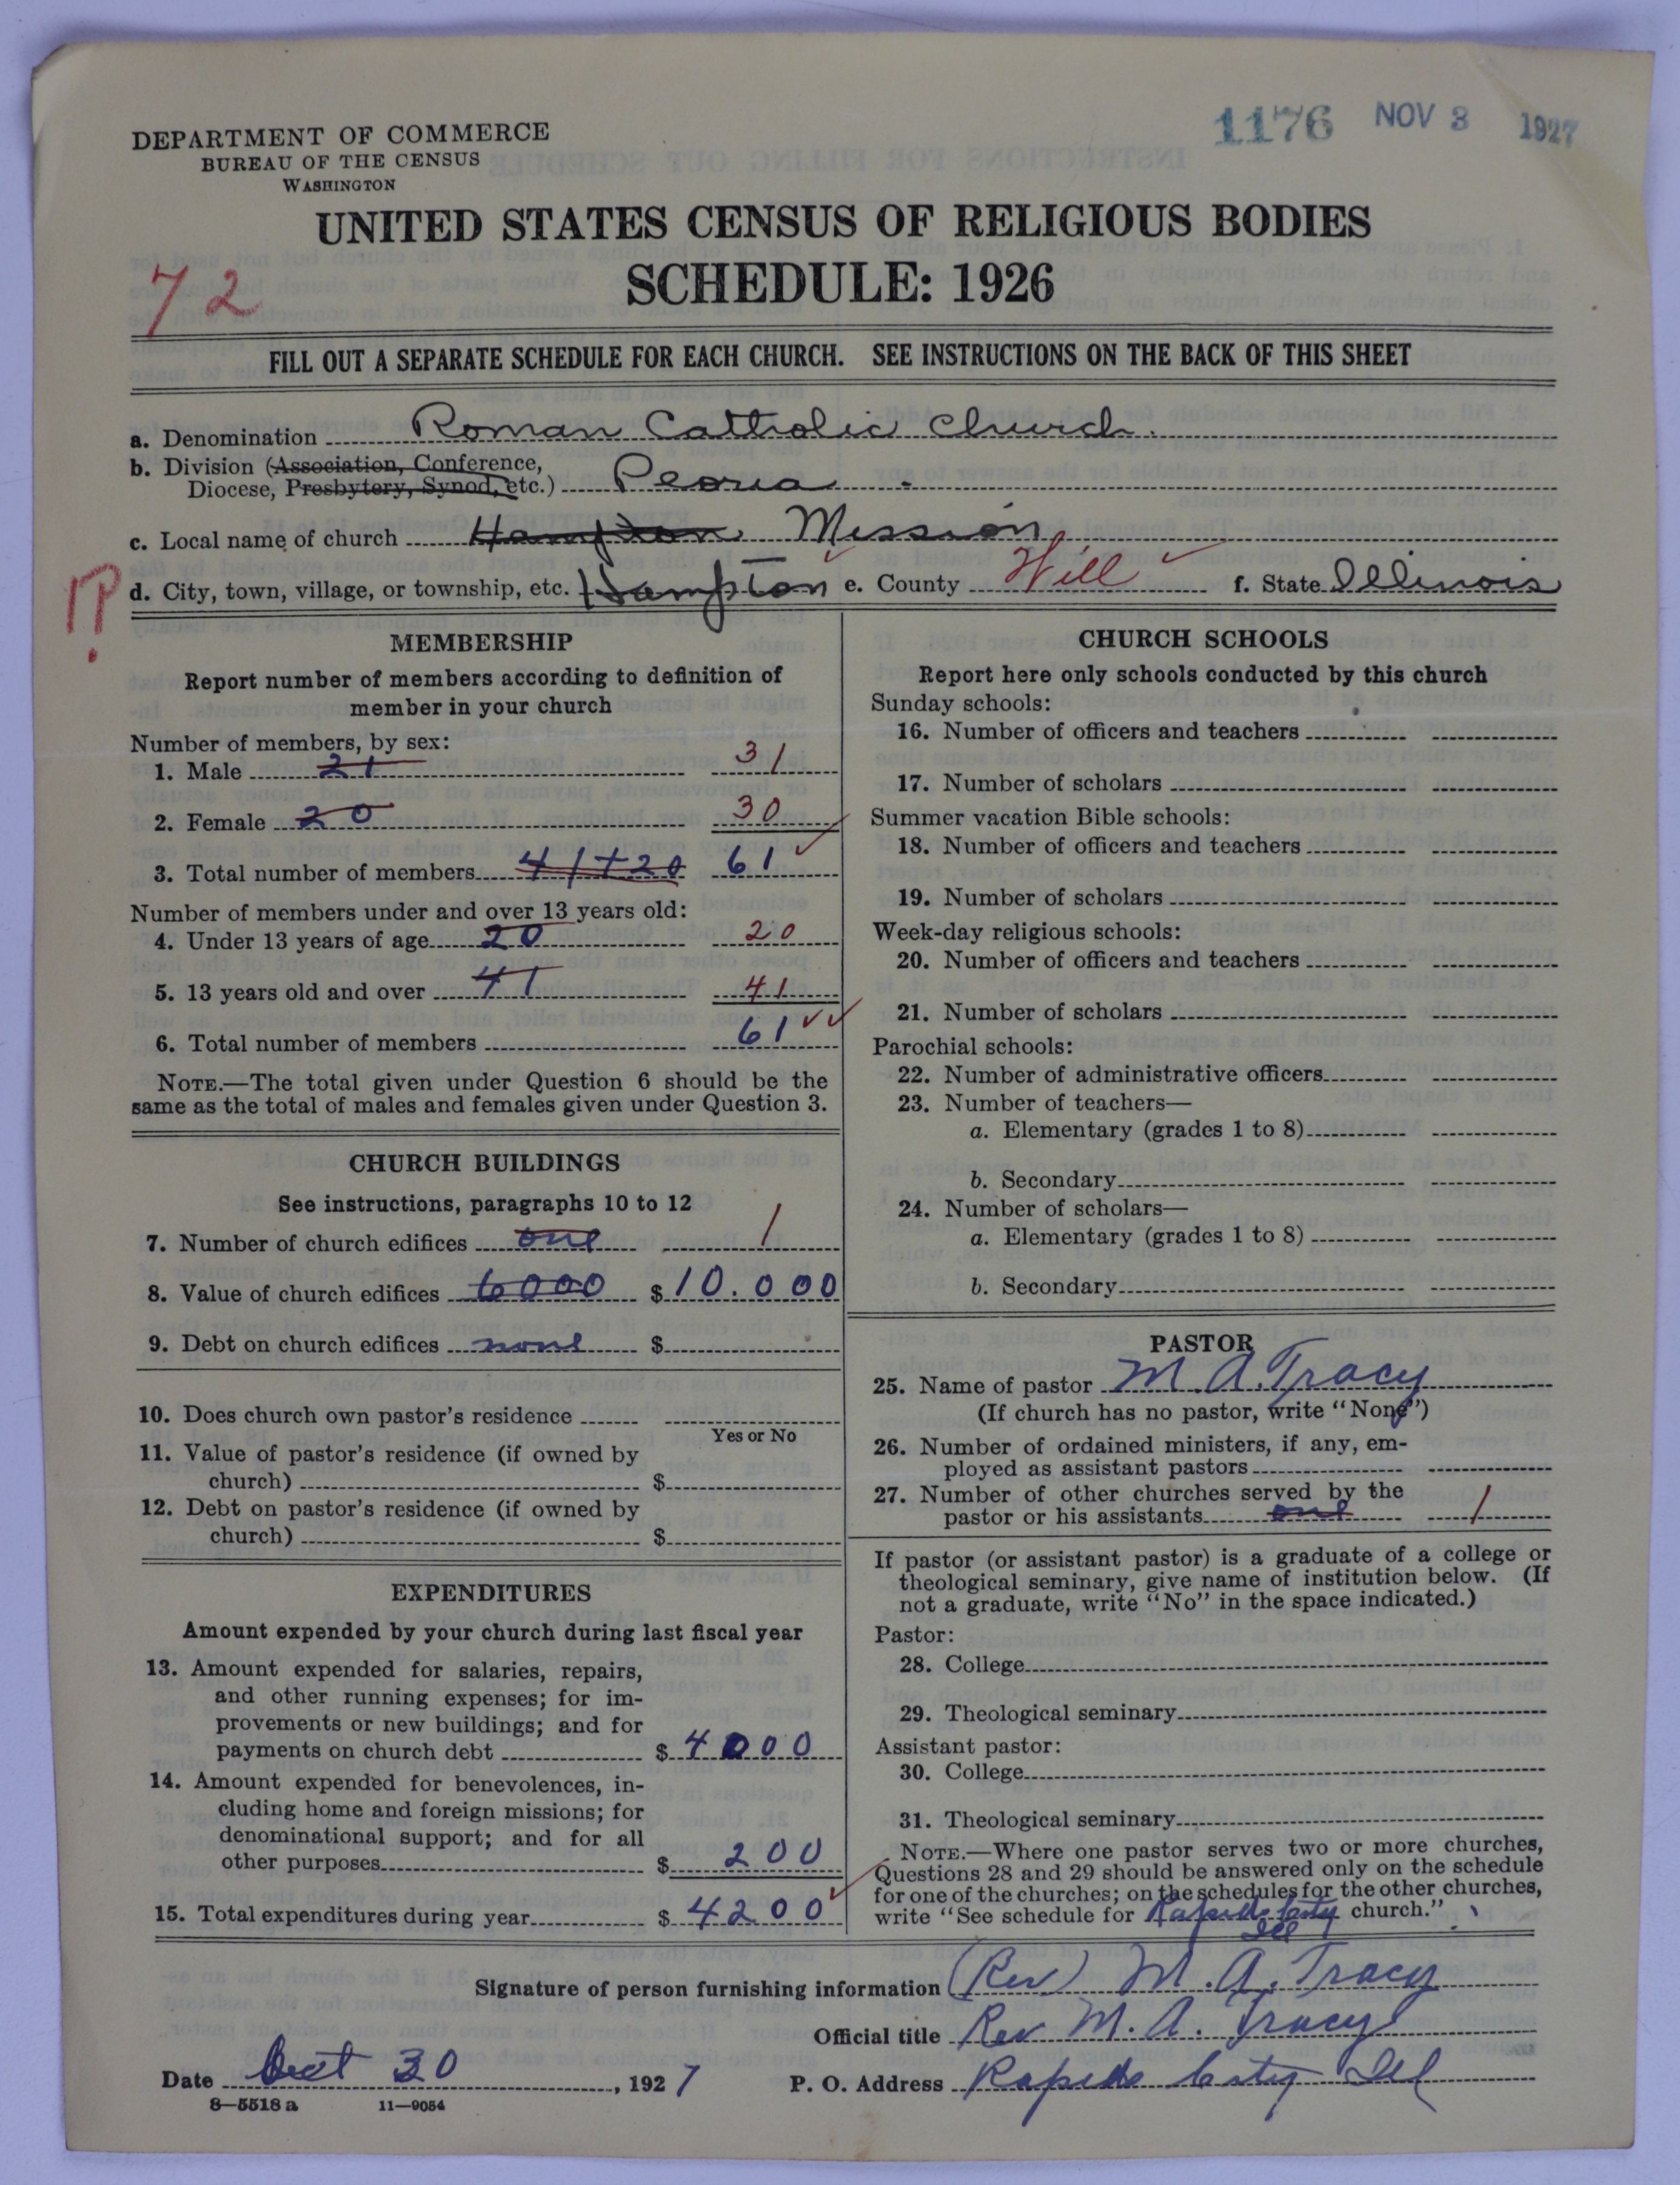 1176 NOV 3 1927
DEPARTMENT OF COMMERCE
BUREAU OF THE CENSUS
WASHINGTON
UNITED STATES CENSUS OF RELIGIOUS BODIES
SCHEDULE: 1926
72
FILL OUT A SEPARATE SCHEDULE FOR EACH CHURCH. SEE INSTRUCTIONS ON THE BACK OF THIS SHEET
a. Denomination Roman Catholic Church.
b. Division (Association, Conference,
Diocese, Presbytery, Synod, etc.) Peoria.
c. Local name of church Hampton Mission
d. City, town, village, or township, etc. Hampton e. County Will f. State Illinois
MEMBERSHIP
Report number of members according to definition of
member in your church
Number of members, by sex:
1. Male 21 31
2. Female 20 30
3. Total number of members 41+20 61
Number of members under and over 13 years old:
4. Under 13 years of age 20 20
5. 13 years old and over 41 41
6. Total number of members 61
NOTE.—The total given under Question 6 should be the
same as the total of males and females given under Question 3.
CHURCH BUILDINGS
See instructions, paragraphs 10 to 12
7. Number of church edifices one 1
8. Value of church edifices 6000 $10.000
9. Debt on church edifices none $
10. Does church own pastor's residence
Yes or No
11. Value of pastor's residence (if owned by
church) $
12. Debt on pastor's residence (if owned by
church) $
EXPENDITURES
Amount expended by your church during last fiscal year
13. Amount expended for salaries, repairs,
and other running expenses; for im-
provements or new buildings; and for
payments on church debt $ 4000
14. Amount expended for benevolences, in-
cluding home and foreign missions; for
denominational support; and for all
other purposes $ 200
15. Total expenditures during year $ 4200
CHURCH SCHOOLS
Report here only schools conducted by this church
Sunday schools:
16. Number of officers and teachers
17. Number of scholars
Summer vacation Bible schools:
18. Number of officers and teachers
19. Number of scholars
Week-day religious schools:
20. Number of officers and teachers
21. Number of scholars
Parochial schools:
22. Number of administrative officers
23. Number of teachers—
a. Elementary (grades 1 to 8)
b. Secondary
24. Number of scholars—
a. Elementary (grades 1 to 8)
b. Secondary
PASTOR
25. Name of pastor M. A. Tracy
(If church has no pastor, write "None")
26. Number of ordained ministers, if any, em-
ployed as assistant pastors
27. Number of other churches served by the
pastor or his assistants one 1
If pastor (or assistant pastor) is a graduate of a college or
theological seminary, give name of institution below. (If
not a graduate, write "No" in the space indicated.)
Pastor:
28. College
29. Theological seminary
Assistant pastor:
30. College
31. Theological seminary
NOTE.—Where one pastor serves two or more churches,
Questions 28 and 29 should be answered only on the schedule
for one of the churches; on the schedules for the other churches,
write "See schedule for Rapids City church."
Ill
Signature of person furnishing information (Rev) M. A. Tracy
Official title Rev M. A. Tracy
Date Oct 30, 1927 P. O. Address Rapids City Ill
8—5518 a 11—9054